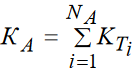 K_A = \sum_{i=1}^{N_A} K_{T_i}